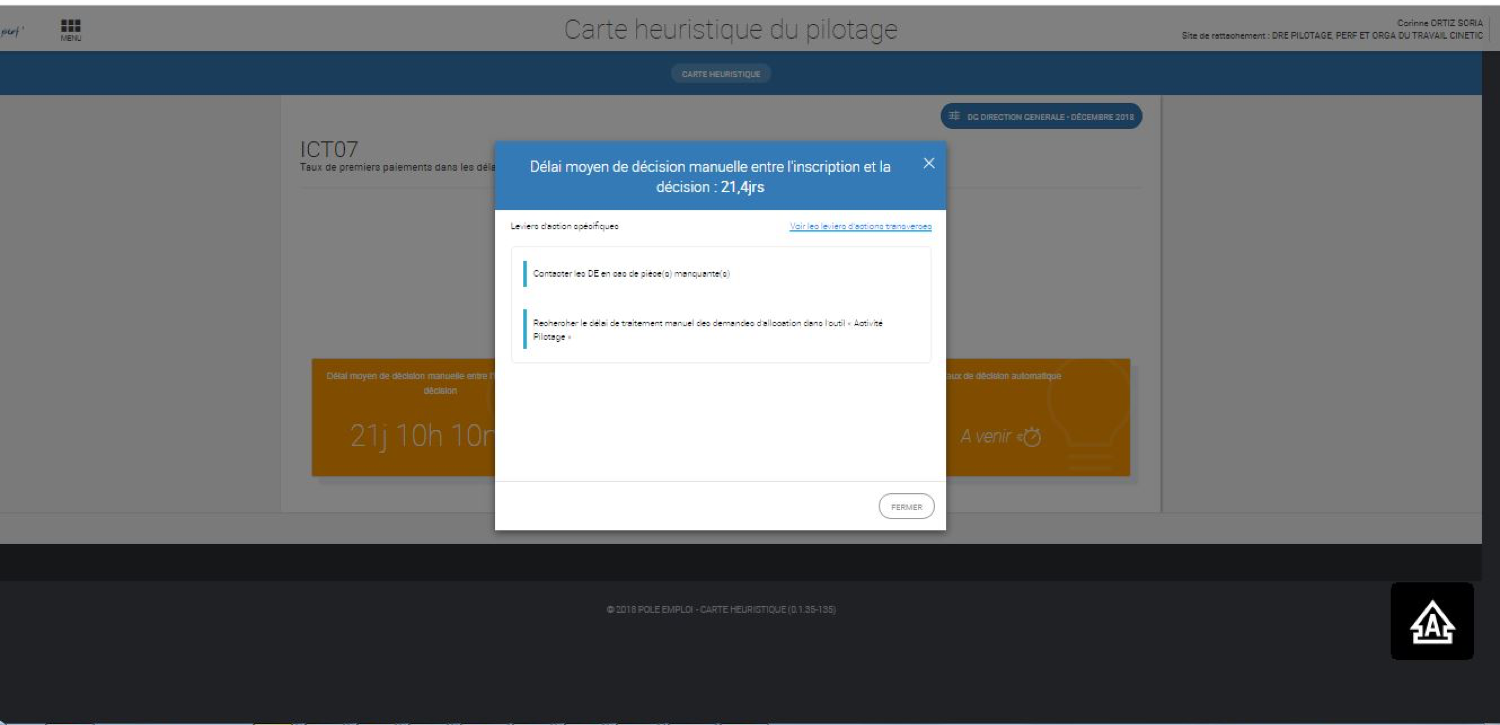 perf'
MENU
Carte heuristique du pilotage
Corinne ORTIZ SORIA
Site de rattachement : DRE PILOTAGE, PERF ET ORGA DU TRAVAIL CINETIC
CARTE HEURISTIQUE
DG DIRECTION GENERALE - DÉCEMBRE 2018
ICT07
Taux de premiers paiements dans les déla
Délai moyen de décision manuelle entre l'inscription et la
décision : 21,4jrs
Leviers d'action spécifiques
Voir les leviers d'actions transverses
Contacter les DE en cas de pièce(s) manquante(s)
Rechercher le délai de traitement manuel des demandes d'allocation dans l'outil « Activité
Pilotage »
Délai moyen de décision manuelle entre l'i
décision
21j 10h 10m
aux de décision automatique
A venir
FERMER
© 2018 POLE EMPLOI - CARTE HEURISTIQUE (0.1.35-135)
A